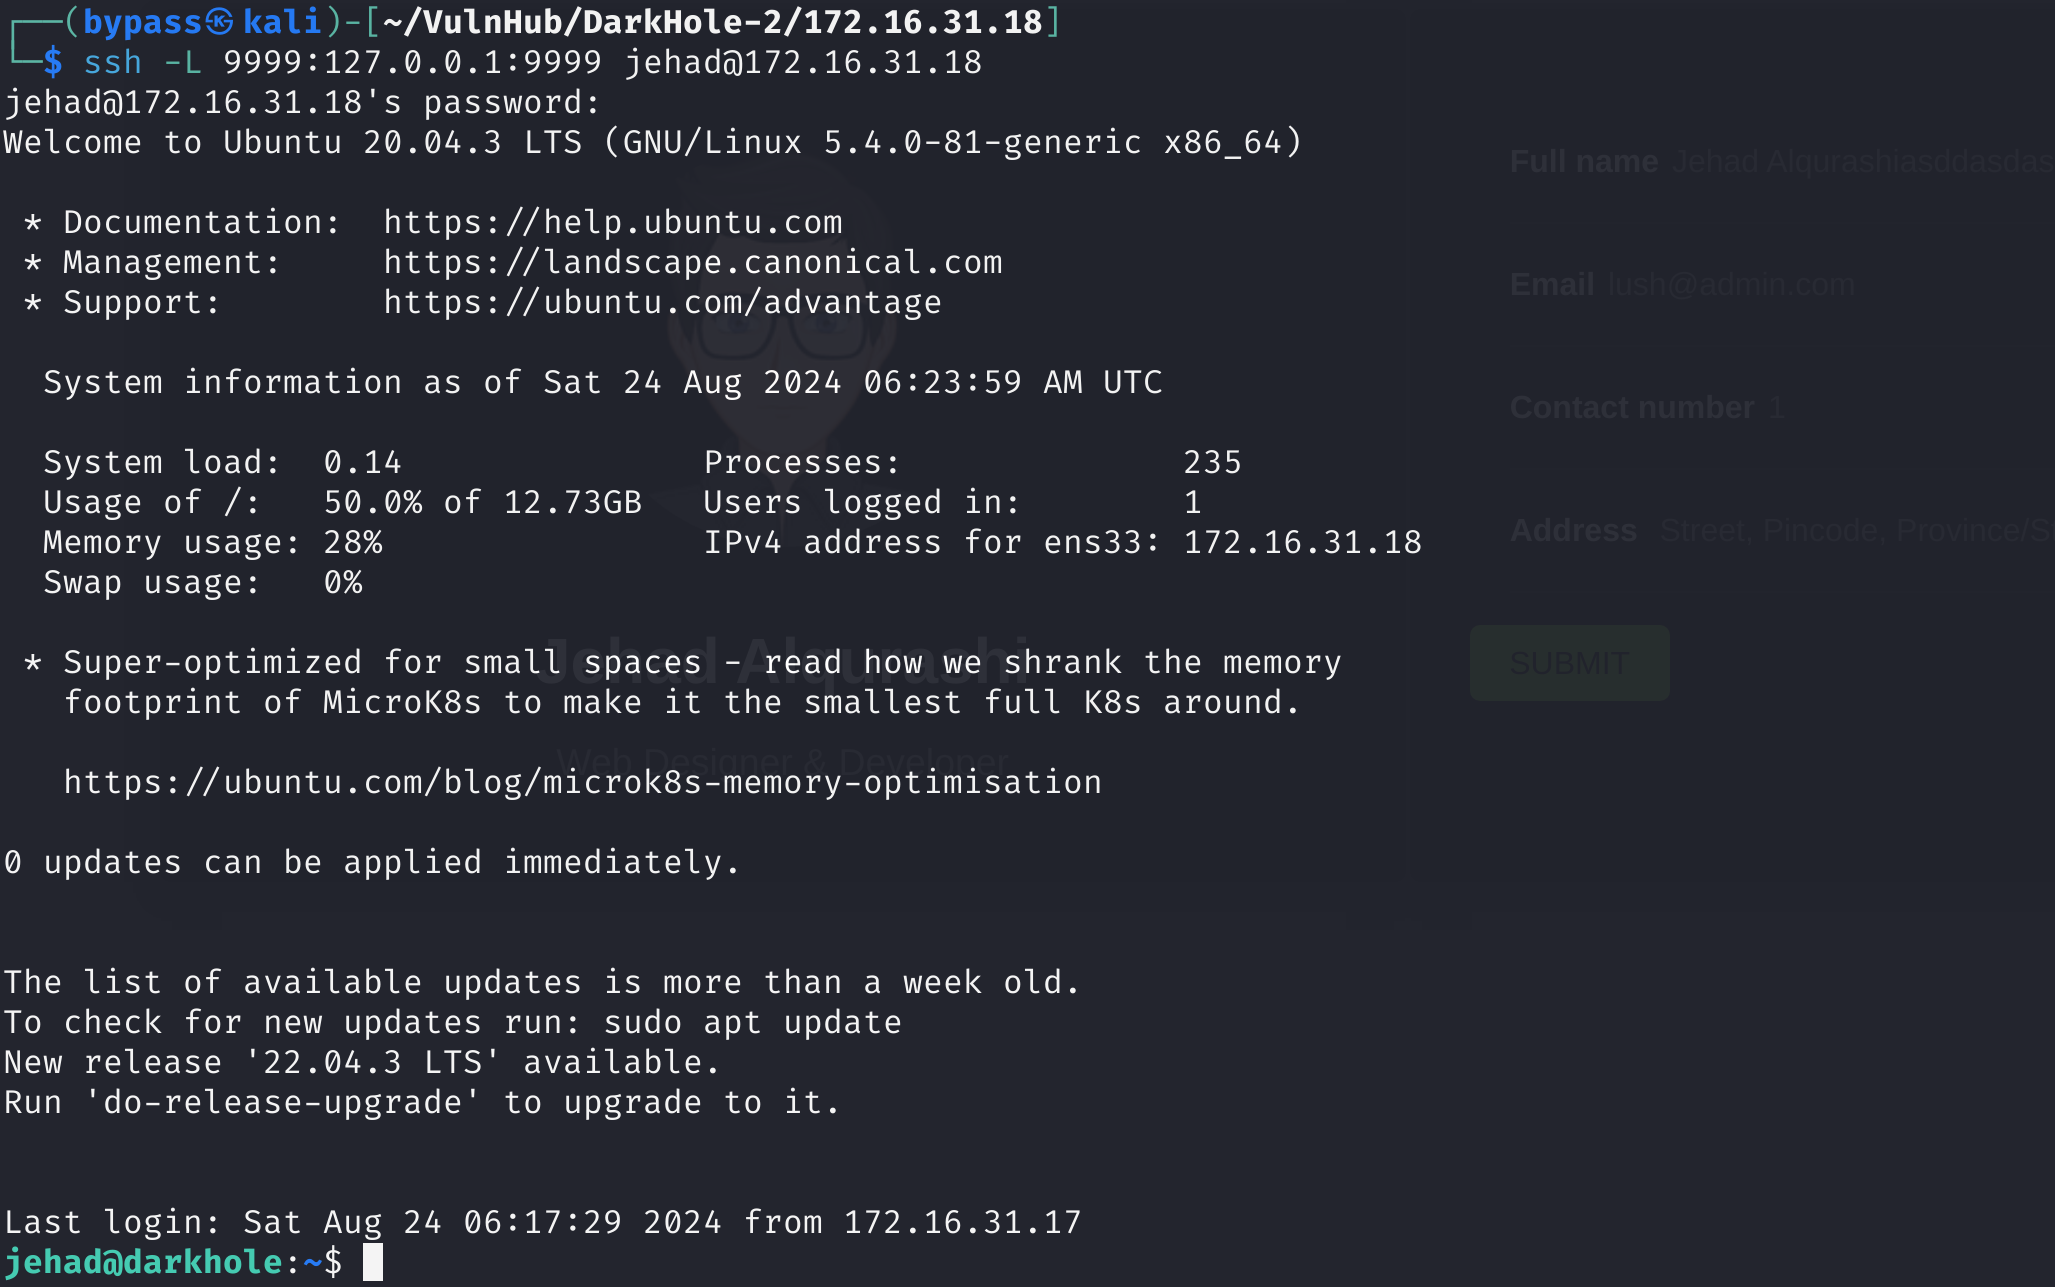 ┌──(bypass㉿kali)-[~/VulnHub/DarkHole-2/172.16.31.18]
└─$ ssh -L 9999:127.0.0.1:9999 jehad@172.16.31.18
jehad@172.16.31.18's password:
Welcome to Ubuntu 20.04.3 LTS (GNU/Linux 5.4.0-81-generic x86_64)
Full name Jehad Alqurashiasddasdas
* Documentation: https://help.ubuntu.com
* Management: https://landscape.canonical.com
* Support: https://ubuntu.com/advantage
Email lush@admin.com
System information as of Sat 24 Aug 2024 06:23:59 AM UTC
Contact number 1
System load: 0.14 Processes: 235
Usage of /: 50.0% of 12.73GB Users logged in: 1
Memory usage: 28% IPv4 address for ens33: 172.16.31.18
Swap usage: 0%
Address Street, Pincode, Province/S
* Super-optimized for small spaces - read how we shrank the memory
footprint of MicroK8s to make it the smallest full K8s around.
Jehad Alqurashi
SUBMIT
Web Designer & Developer
https://ubuntu.com/blog/microk8s-memory-optimisation
0 updates can be applied immediately.
The list of available updates is more than a week old.
To check for new updates run: sudo apt update
New release '22.04.3 LTS' available.
Run 'do-release-upgrade' to upgrade to it.
Last login: Sat Aug 24 06:17:29 2024 from 172.16.31.17
jehad@darkhole:~$